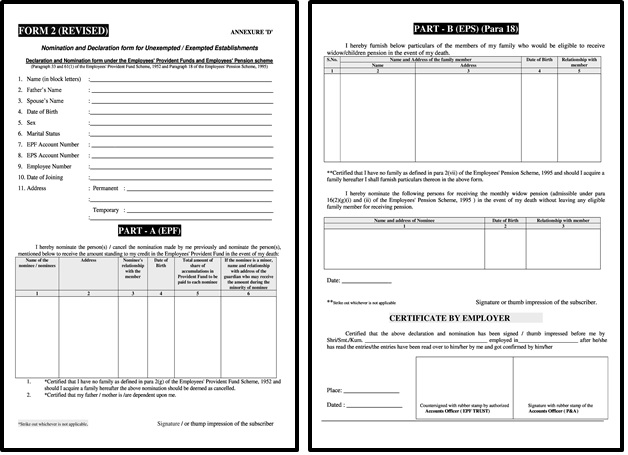 FORM 2 (REVISED)
ANNEXURE 'D'
Nomination and Declaration form for Unexempted / Exempted Establishments
Declaration and Nomination form under the Employees' Provident Funds and Employees' Pension scheme
(Paragraph 33 and 61(1) of the Employees' Provident Fund Scheme, 1952 and Paragraph 18 of the Employees' Pension Scheme, 1995)
1. Name (in block letters) :
2. Father's Name :
3. Spouse's Name :
4. Date of Birth :
5. Sex :
6. Marital Status :
7. EPF Account Number :
8. EPS Account Number :
9. Employee Number :
10. Date of Joining :
11. Address : Permanent :
Temporary :
PART - A (EPF)
I hereby nominate the person(s) / cancel the nomination made by me previously and nominate the person(s),
mentioned below to receive the amount standing to my credit in the Employees' Provident Fund in the event of my death:
Name of the nominee / nominees
Address
Nominee's relationship with the member
Date of Birth
Total amount of share of accumulations in Provident Fund to be paid to each nominee
If the nominee is a minor, name and relationship with address of the guardian who may receive the amount during the minority of nominee
1 2 3 4 5 6
1. *Certified that I have no family as defined in para 2(g) of the Employees' Provident Fund Scheme, 1952 and
should I acquire a family hereafter the above nomination should be deemed as cancelled.
2. *Certified that my father / mother is /are dependent upon me.
*Strike out whichever is not applicable.
Signature / or thumb impression of the subscriber
PART - B (EPS) (Para 18)
I hereby furnish below particulars of the members of my family who would be eligible to receive
widow/children pension in the event of my death.
S.No.
Name and Address of the family member
Name
Address
Date of Birth
Relationship with member
1 2 3 4 5
**Certified that I have no family as defined in para 2(vii) of the Employees' Pension Scheme, 1995 and should I acquire a
family hereafter I shall furnish particulars thereon in the above form.
I hereby nominate the following persons for receiving the monthly widow pension (admissible under para
16(2)(g)(i) and (ii) of the Employees' Pension Scheme, 1995 ) in the event of my death without leaving any eligible
family member for receiving pension.
Name and address of Nominee
Date of Birth
Relationship with member
1 2 3
Date:
**Strike out whichever is not applicable
Signature or thumb impression of the subscriber.
CERTIFICATE BY EMPLOYER
Certified that the above declaration and nomination has been signed / thumb impressed before me by
Shri/Smt./Kum. employed in after he/she
has read the entries/the entries have been read over to him/her by me and got confirmed by him/her
Place:
Dated :
Countersigned with rubber stamp by authorized
Accounts Officer ( EPF TRUST)
Signature with rubber stamp of the
Accounts Officer ( P&A)